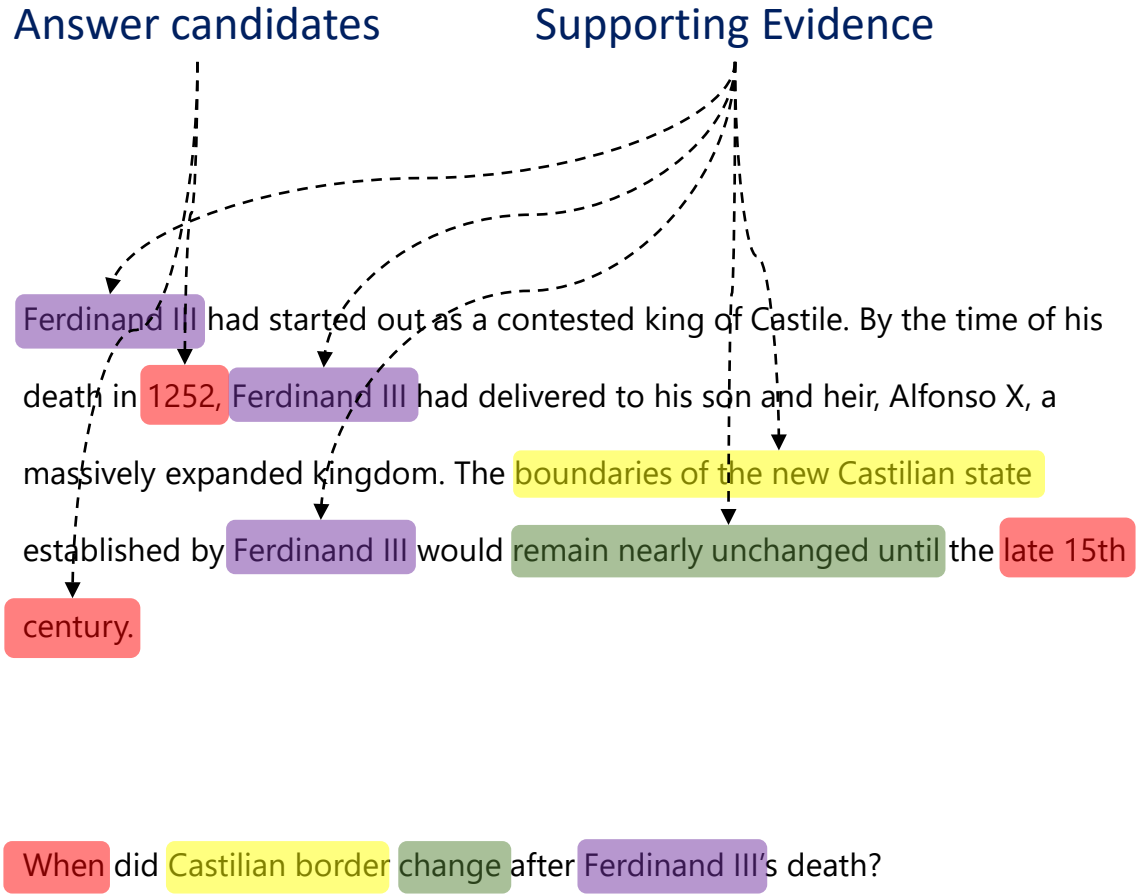 Answer candidates Supporting Evidence
Ferdinand III had started out as a contested king of Castile. By the time of his
death in 1252, Ferdinand III had delivered to his son and heir, Alfonso X, a
massively expanded kingdom. The boundaries of the new Castilian state
established by Ferdinand III would remain nearly unchanged until the late 15th
century.
When did Castilian border change after Ferdinand III's death?